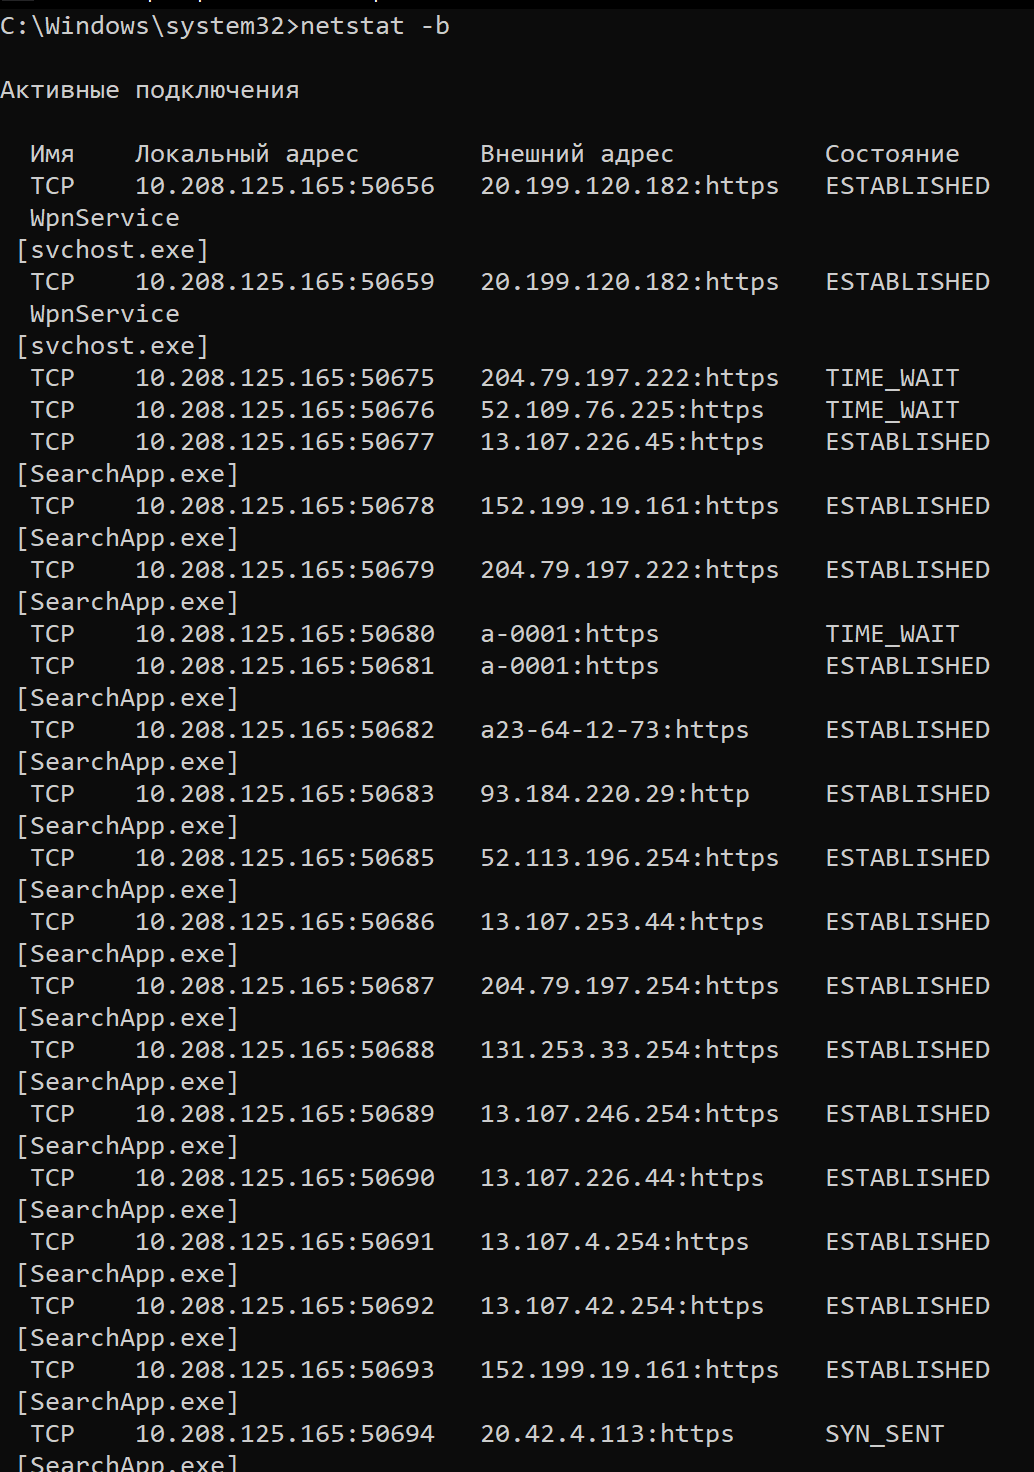 C:\Windows\system32>netstat -b
Активные подключения
Имя Локальный адрес Внешний адрес Состояние
TCP 10.208.125.165:50656 20.199.120.182:https ESTABLISHED
WpnService
[svchost.exe]
TCP 10.208.125.165:50659 20.199.120.182:https ESTABLISHED
WpnService
[svchost.exe]
TCP 10.208.125.165:50675 204.79.197.222:https TIME_WAIT
TCP 10.208.125.165:50676 52.109.76.225:https TIME_WAIT
TCP 10.208.125.165:50677 13.107.226.45:https ESTABLISHED
[SearchApp.exe]
TCP 10.208.125.165:50678 152.199.19.161:https ESTABLISHED
[SearchApp.exe]
TCP 10.208.125.165:50679 204.79.197.222:https ESTABLISHED
[SearchApp.exe]
TCP 10.208.125.165:50680 a-0001:https TIME_WAIT
TCP 10.208.125.165:50681 a-0001:https ESTABLISHED
[SearchApp.exe]
TCP 10.208.125.165:50682 a23-64-12-73:https ESTABLISHED
[SearchApp.exe]
TCP 10.208.125.165:50683 93.184.220.29:http ESTABLISHED
[SearchApp.exe]
TCP 10.208.125.165:50685 52.113.196.254:https ESTABLISHED
[SearchApp.exe]
TCP 10.208.125.165:50686 13.107.253.44:https ESTABLISHED
[SearchApp.exe]
TCP 10.208.125.165:50687 204.79.197.254:https ESTABLISHED
[SearchApp.exe]
TCP 10.208.125.165:50688 131.253.33.254:https ESTABLISHED
[SearchApp.exe]
TCP 10.208.125.165:50689 13.107.246.254:https ESTABLISHED
[SearchApp.exe]
TCP 10.208.125.165:50690 13.107.226.44:https ESTABLISHED
[SearchApp.exe]
TCP 10.208.125.165:50691 13.107.4.254:https ESTABLISHED
[SearchApp.exe]
TCP 10.208.125.165:50692 13.107.42.254:https ESTABLISHED
[SearchApp.exe]
TCP 10.208.125.165:50693 152.199.19.161:https ESTABLISHED
[SearchApp.exe]
TCP 10.208.125.165:50694 20.42.4.113:https SYN_SENT
[SearchApp.exe]